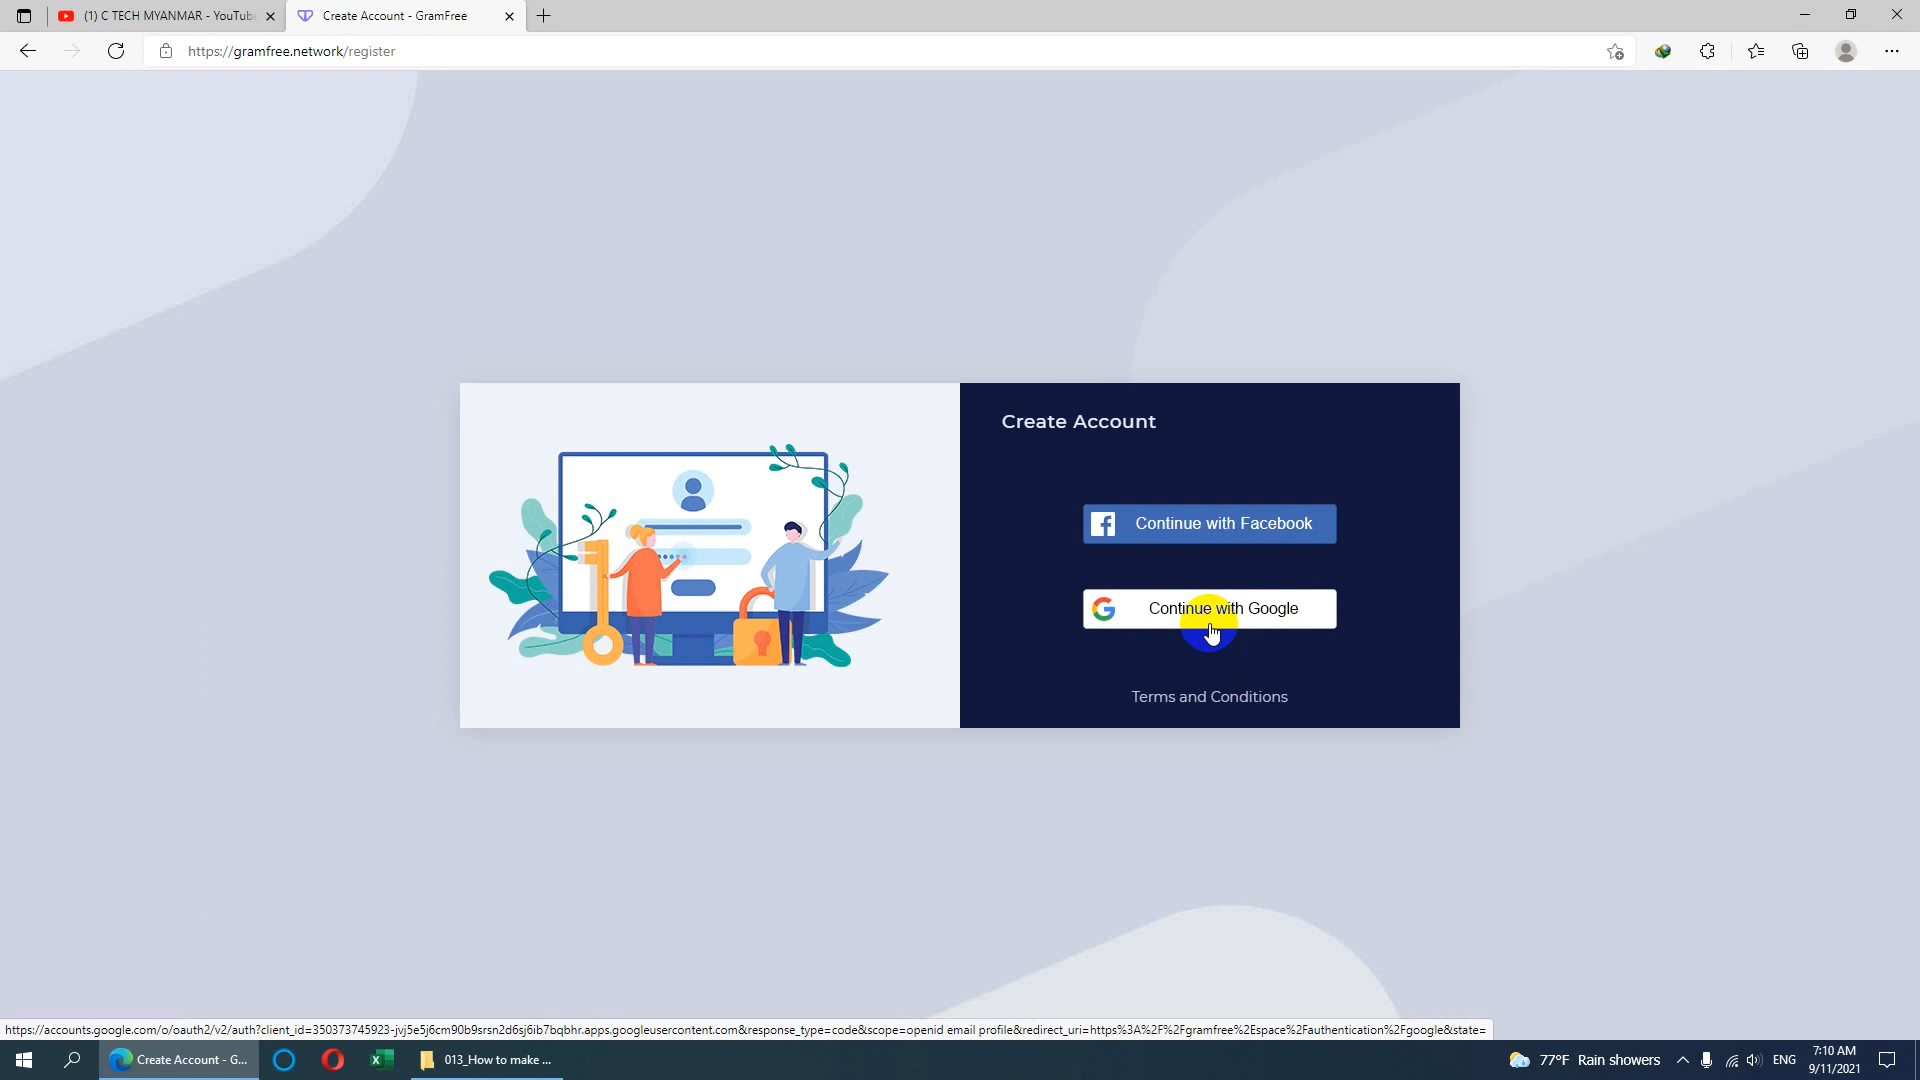 (1) C TECH MYANMAR - YouTube
Create Account - GramFree
https://gramfree.network/register
Create Account
Continue with Facebook
Continue with Google
Terms and Conditions
https://accounts.google.com/o/oauth2/v2/auth?client_id=350373745923-jvj5e5j6cm90b9srsn2d6sj6ib7bqbhr.apps.googleusercontent.com&response_type=code&scope=openid email profile&redirect_uri=https%3A%2F%2Fgramfree%2Espace%2Fauthentication%2Fgoogle&state=
Create Account - G...
013_How to make ...
77°F Rain showers
ENG
7:10 AM
9/11/2021